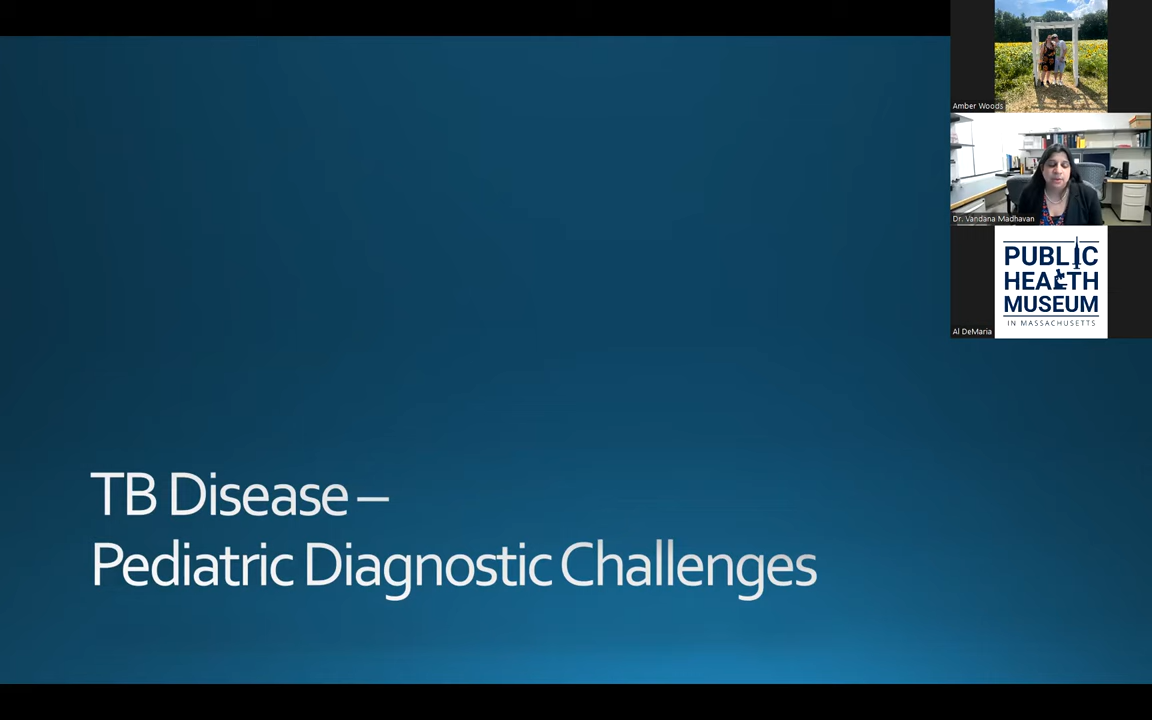 TB Disease –
Pediatric Diagnostic Challenges
Amber Woods
Dr. Vandana Madhavan
PUBLIC
HEALTH
MUSEUM
IN MASSACHUSETTS
Al DeMaria